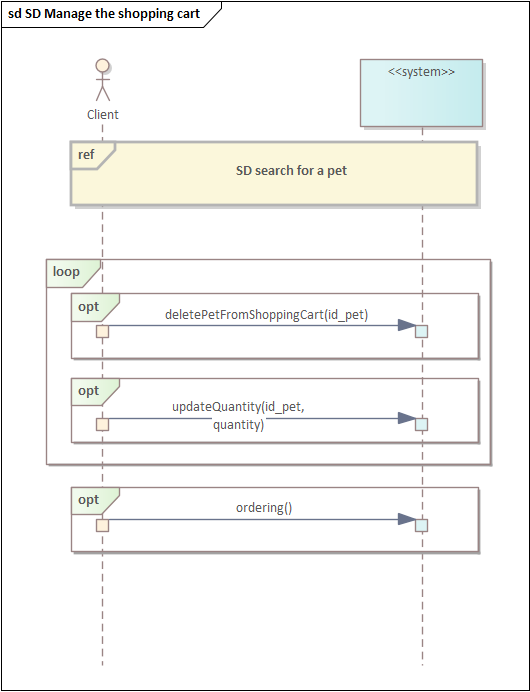 sd SD Manage the shopping cart
Client
<<system>>
ref
SD search for a pet
loop
opt
deletePetFromShoppingCart(id_pet)
opt
updateQuantity(id_pet,
quantity)
opt
ordering()